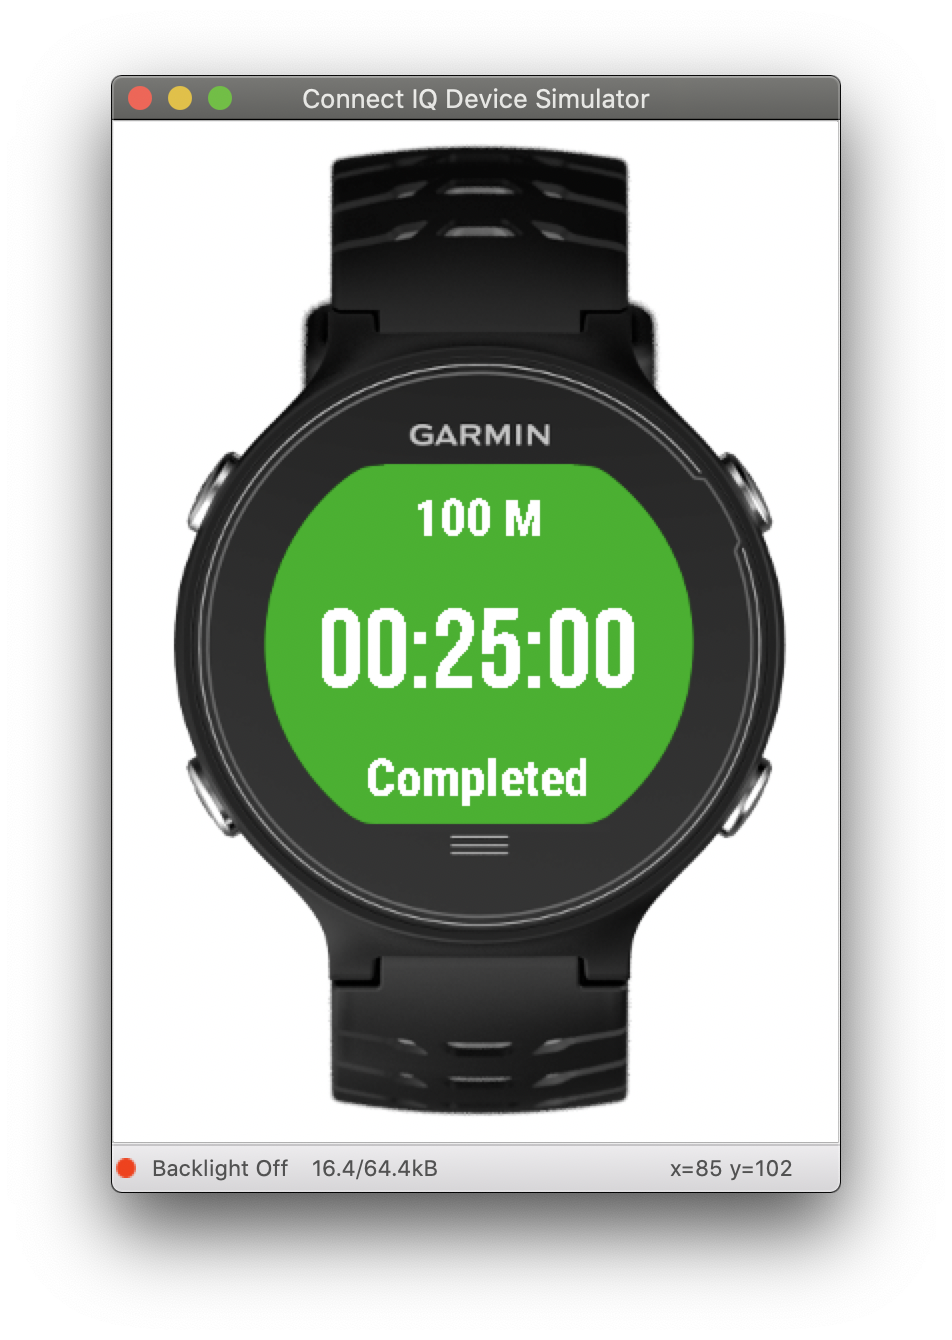 Connect IQ Device Simulator
GARMIN
100 M
00:25:00
Completed
Backlight Off 16.4/64.4kB x=85 y=102